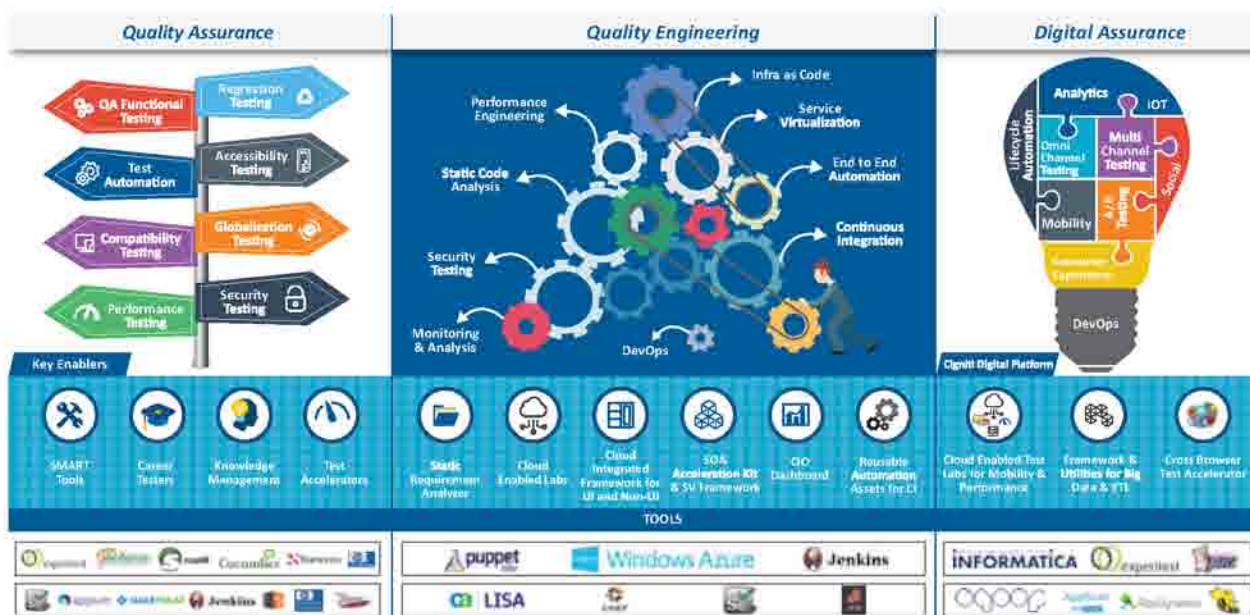 Quality Assurance
Quality Engineering
Digital Assurance
QA Functional
Testing
Regression
Testing
Test
Automation
Accessibility
Testing
Compatibility
Testing
Globalization
Testing
Performance
Testing
Security
Testing
Infra as Code
Performance
Engineering
Service
Virtualization
Static Code
Analysis
End to End
Automation
Continuous
Integration
Security
Testing
Monitoring
& Analysis
DevOps
Analytics
IOT
Lifecycle
Automation
Omni
Channel
Testing
Multi
Channel
Testing
Social
Mobility
Testing
DevOps
Key Enablers
Cigniti Digital Platform
SMART
Tools
Career
Testers
Knowledge
Management
Test
Accelerators
Static
Requirement
Analyzer
Cloud
Enabled Labs
Cloud
Integrated
Framework for
UI and Non-UI
SOA
Acceleration Kit
& SV Framework
CIO
Dashboard
Reusable
Automation
Assets for CI
Cloud Enabled Test
Labs for Mobility &
Performance
Framework &
Utilities for Big
Data & ETL
Cross Browser
Test Accelerator
TOOLS
Cucumber
puppet
Windows Azure
Jenkins
INFORMATICA
experitest
Jenkins
ca LISA